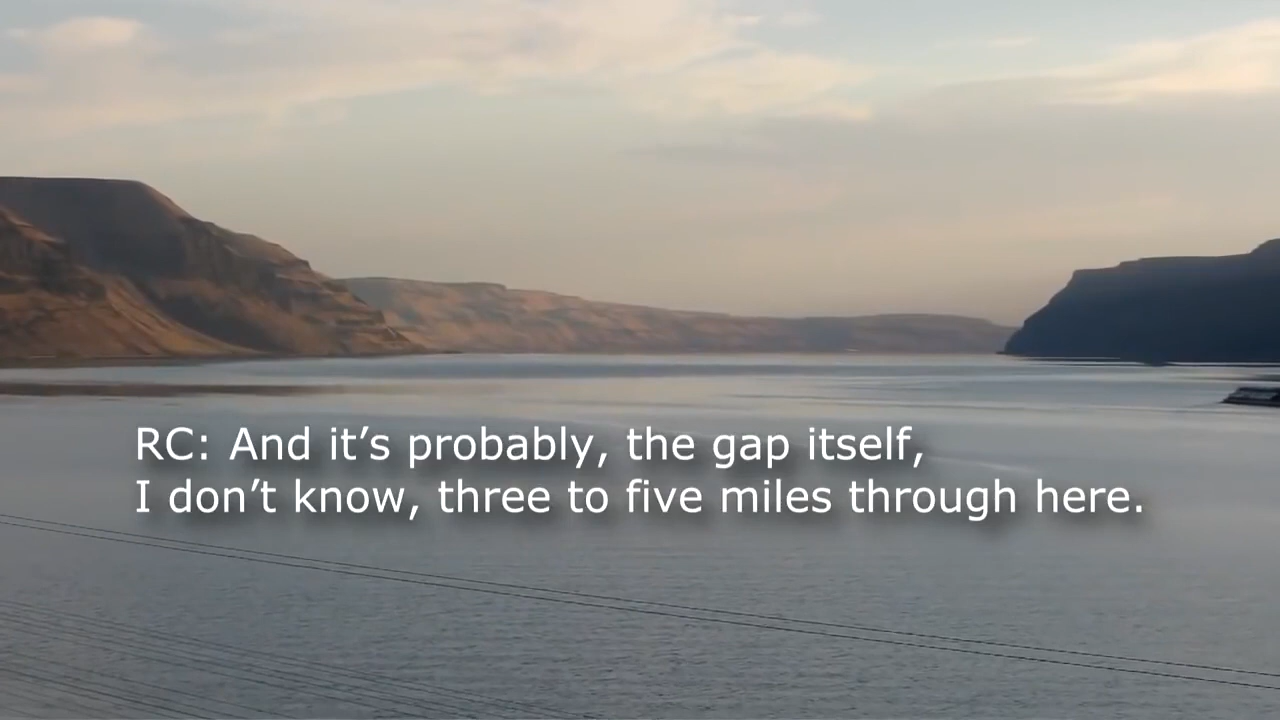 RC: And it’s probably, the gap itself,
I don’t know, three to five miles through here.